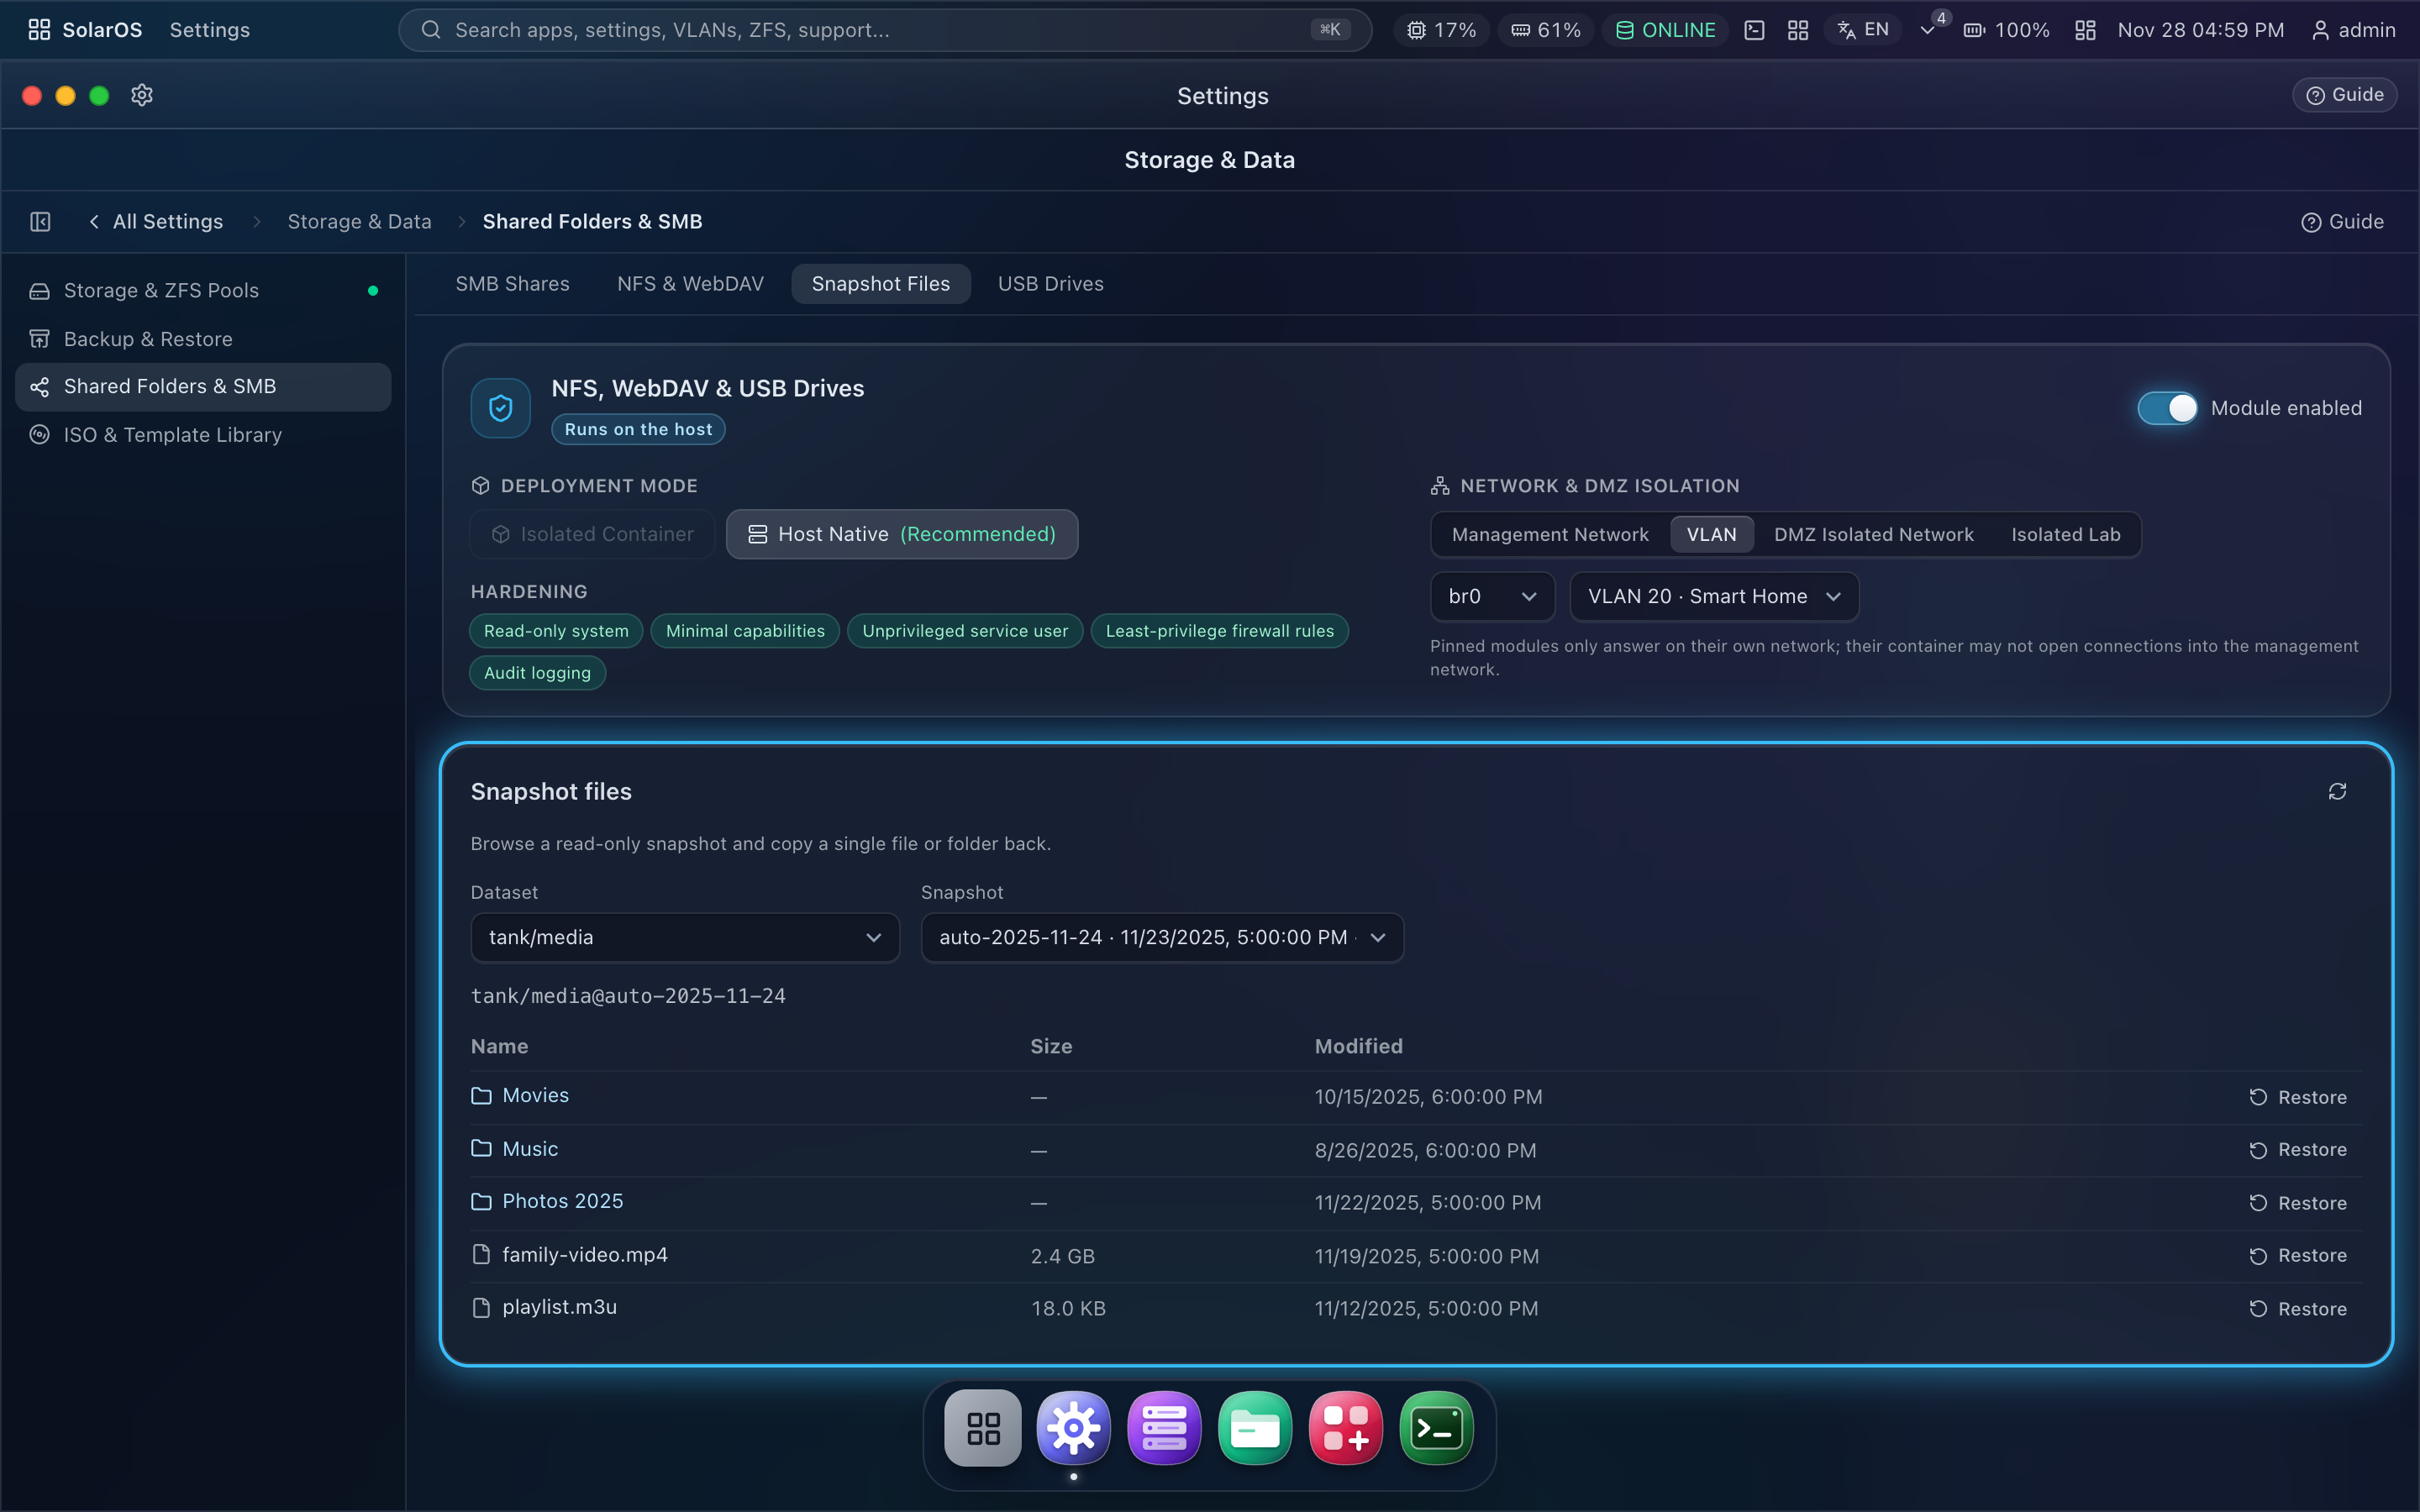 SolarOS Settings Search apps, settings, VLANs, ZFS, support... ⌘K 17% 61% ONLINE EN 4 100% Nov 28 04:59 PM admin
Settings Guide
Storage & Data
All Settings Storage & Data Shared Folders & SMB Guide
Storage & ZFS Pools
Backup & Restore
Shared Folders & SMB
ISO & Template Library
SMB Shares NFS & WebDAV Snapshot Files USB Drives
NFS, WebDAV & USB Drives
Runs on the host
Module enabled
DEPLOYMENT MODE
Isolated Container Host Native (Recommended)
HARDENING
Read-only system Minimal capabilities Unprivileged service user Least-privilege firewall rules
Audit logging
NETWORK & DMZ ISOLATION
Management Network VLAN DMZ Isolated Network Isolated Lab
br0 VLAN 20 · Smart Home
Pinned modules only answer on their own network; their container may not open connections into the management
network.
Snapshot files
Browse a read-only snapshot and copy a single file or folder back.
Dataset Snapshot
tank/media auto-2025-11-24 · 11/23/2025, 5:00:00 PM ·
tank/media@auto-2025-11-24
Name Size Modified
Movies — 10/15/2025, 6:00:00 PM Restore
Music — 8/26/2025, 6:00:00 PM Restore
Photos 2025 — 11/22/2025, 5:00:00 PM Restore
family-video.mp4 2.4 GB 11/19/2025, 5:00:00 PM Restore
playlist.m3u 18.0 KB 11/12/2025, 5:00:00 PM Restore